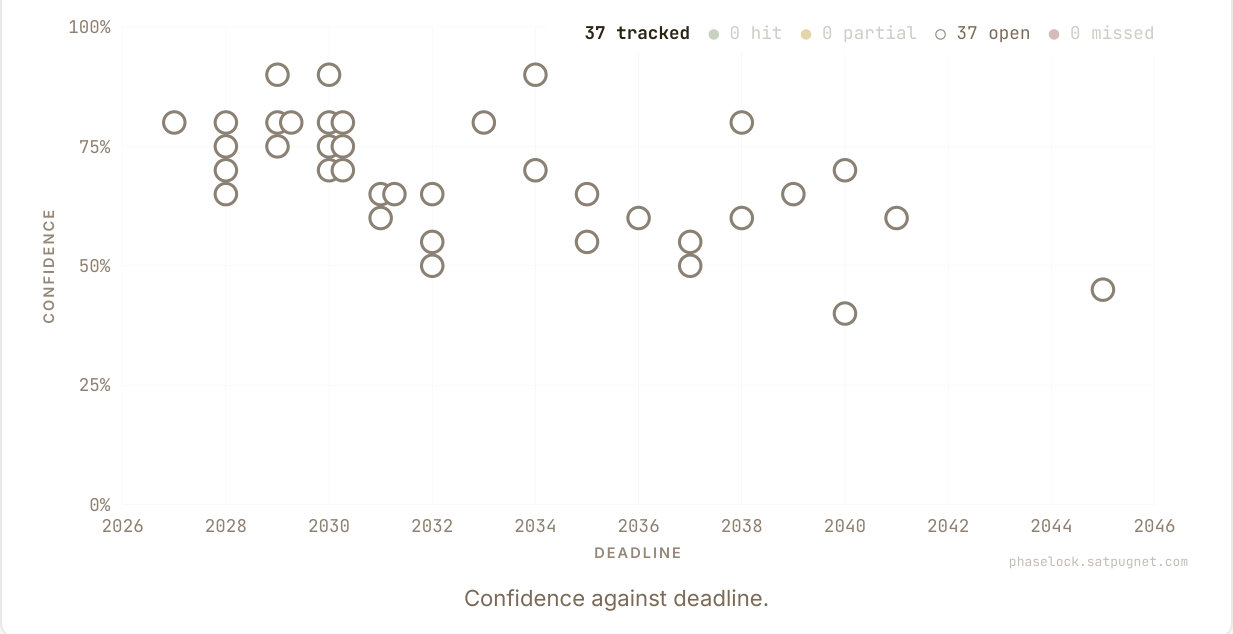 100%
37 tracked 0 hit 0 partial 37 open 0 missed
75%
50%
25%
0%
CONFIDENCE
2026 2028 2030 2032 2034 2036 2038 2040 2042 2044 2046
DEADLINE
phaselock.satpugnet.com
Confidence against deadline.